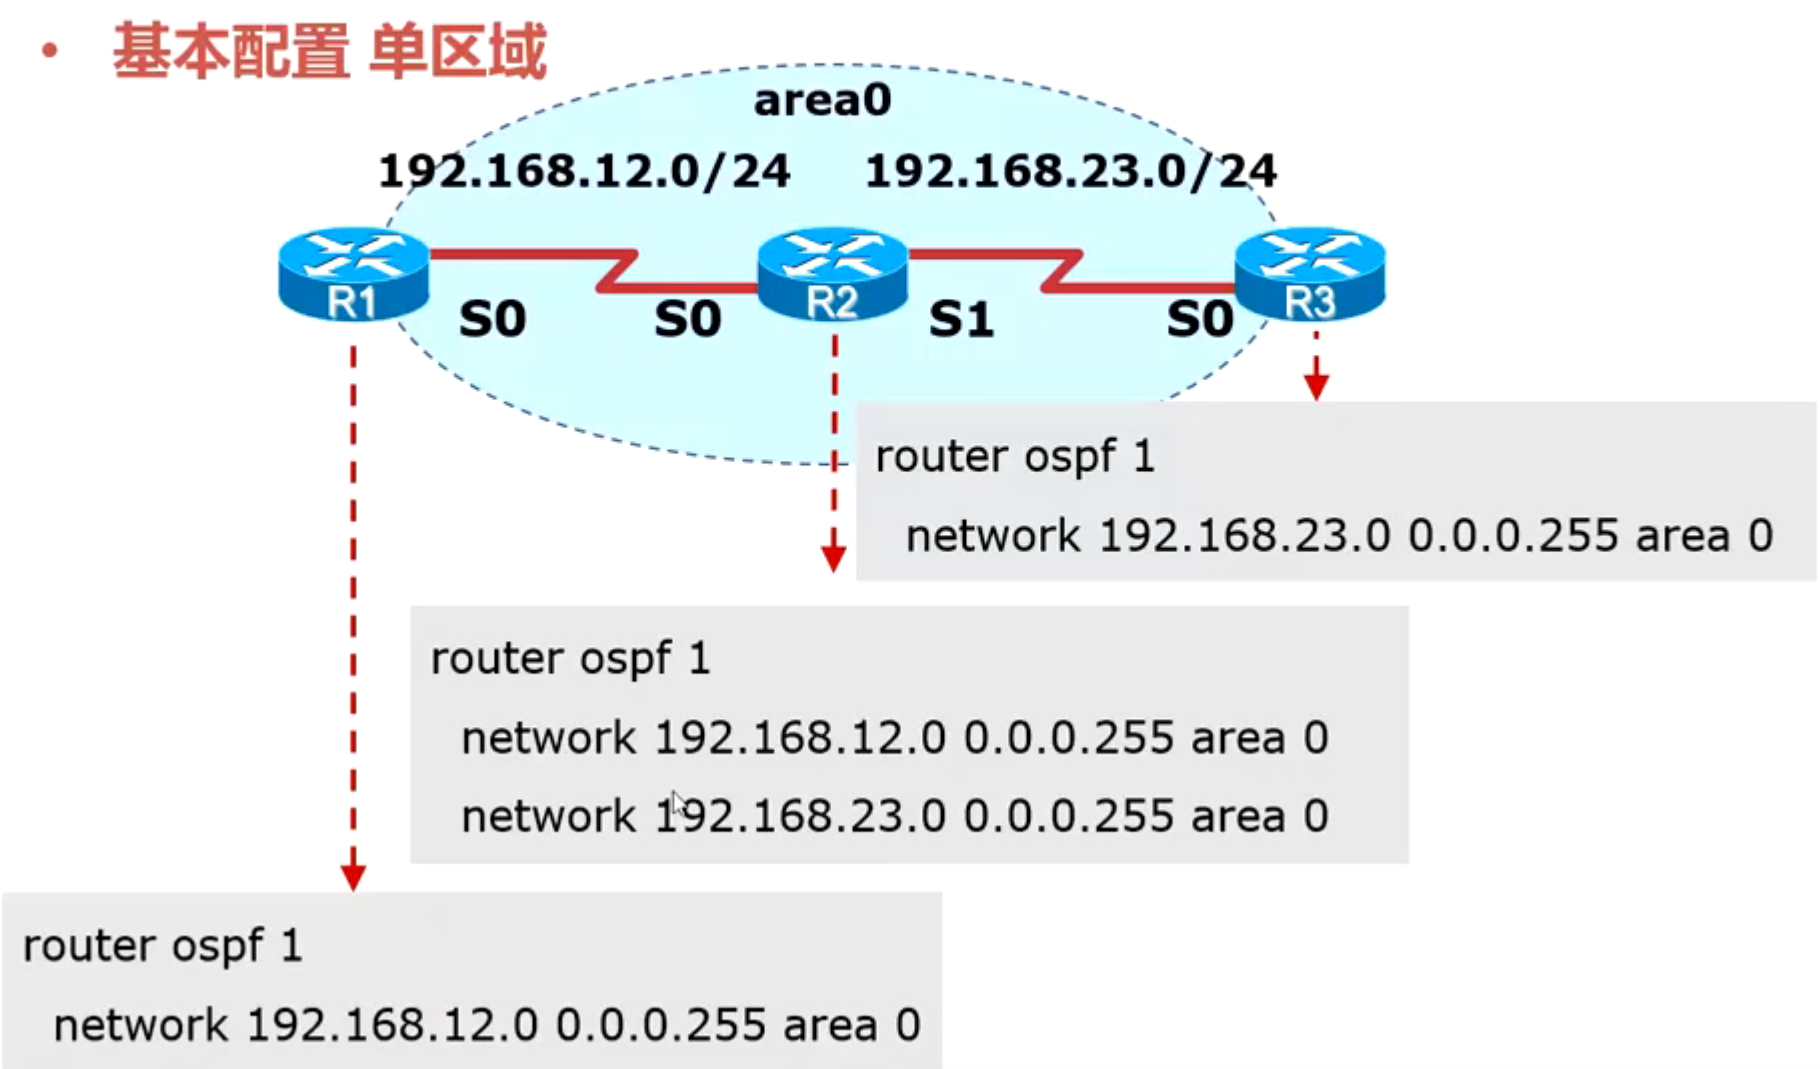 • 基本配置 单区域
area0
192.168.12.0/24 192.168.23.0/24
R1 R2 R3
S0 S0 S1 S0
router ospf 1
network 192.168.23.0 0.0.0.255 area 0
router ospf 1
network 192.168.12.0 0.0.0.255 area 0
network 192.168.23.0 0.0.0.255 area 0
router ospf 1
network 192.168.12.0 0.0.0.255 area 0